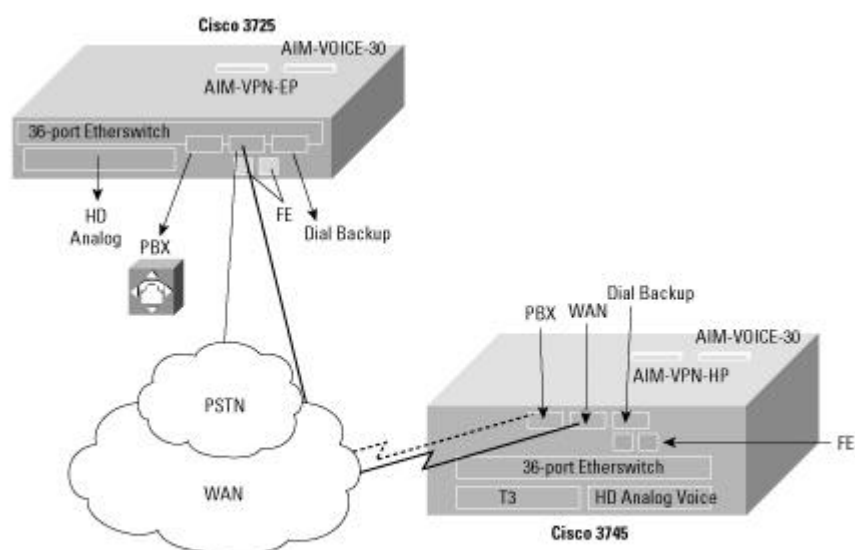 Cisco 3725
AIM-VOICE-30
AIM-VPN-EP
36-port Etherswitch
HD
Analog
PBX
FE
Dial Backup
PSTN
WAN
Dial Backup
PBX
WAN
AIM-VOICE-30
AIM-VPN-HP
FE
36-port Etherswitch
T3
HD Analog Voice
Cisco 3745